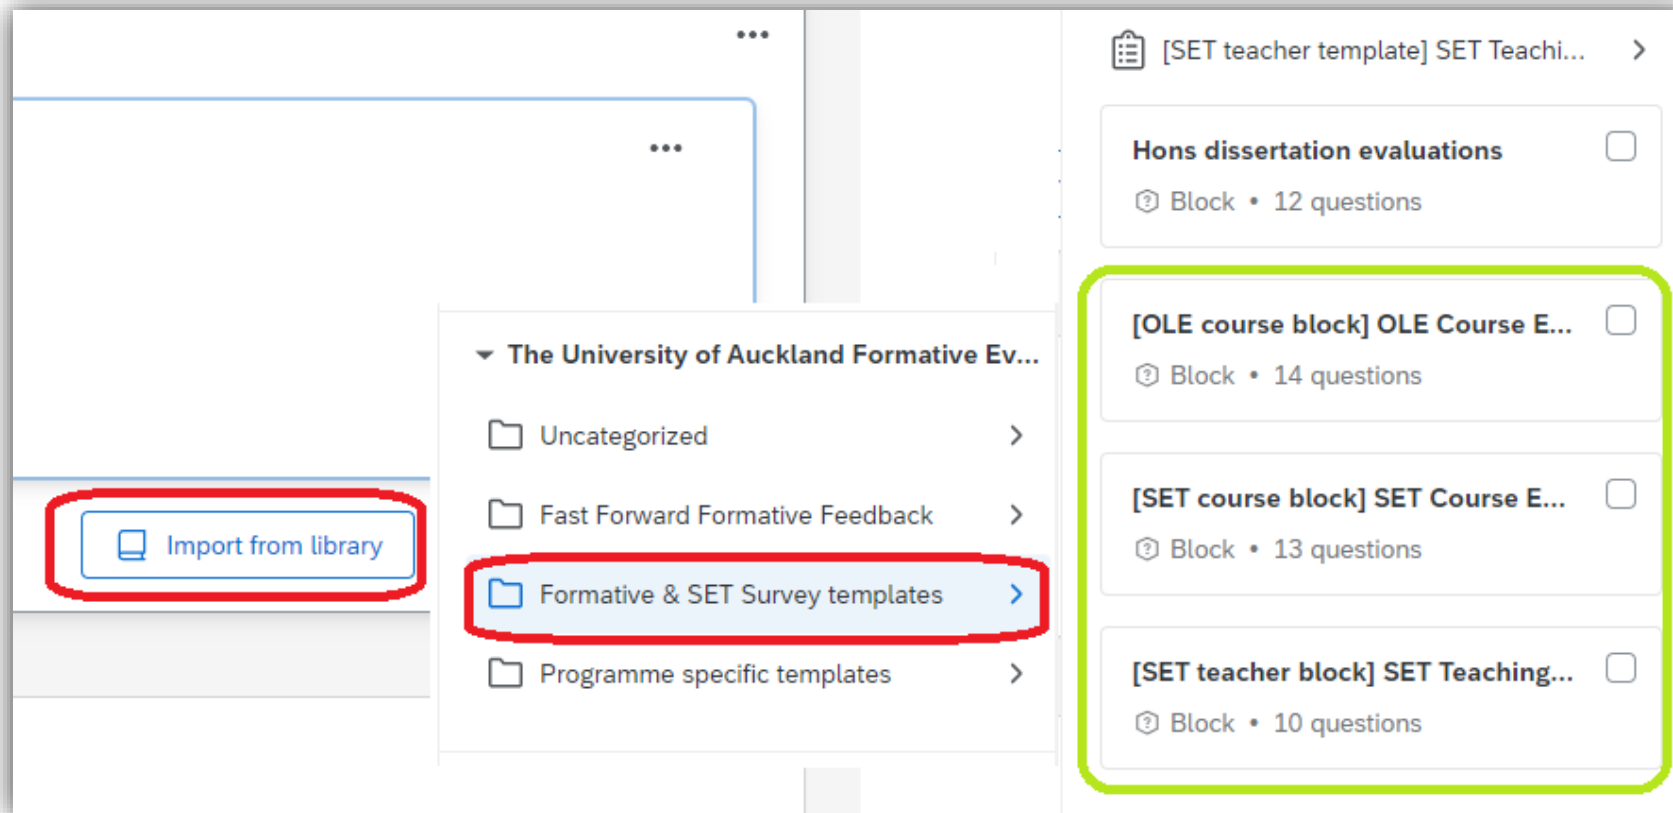 Import from library
The University of Auckland Formative Ev...
Uncategorized
Fast Forward Formative Feedback
Formative & SET Survey templates
Programme specific templates
[SET teacher template] SET Teachi...
Hons dissertation evaluations
Block • 12 questions
[OLE course block] OLE Course E...
Block • 14 questions
[SET course block] SET Course E...
Block • 13 questions
[SET teacher block] SET Teaching...
Block • 10 questions